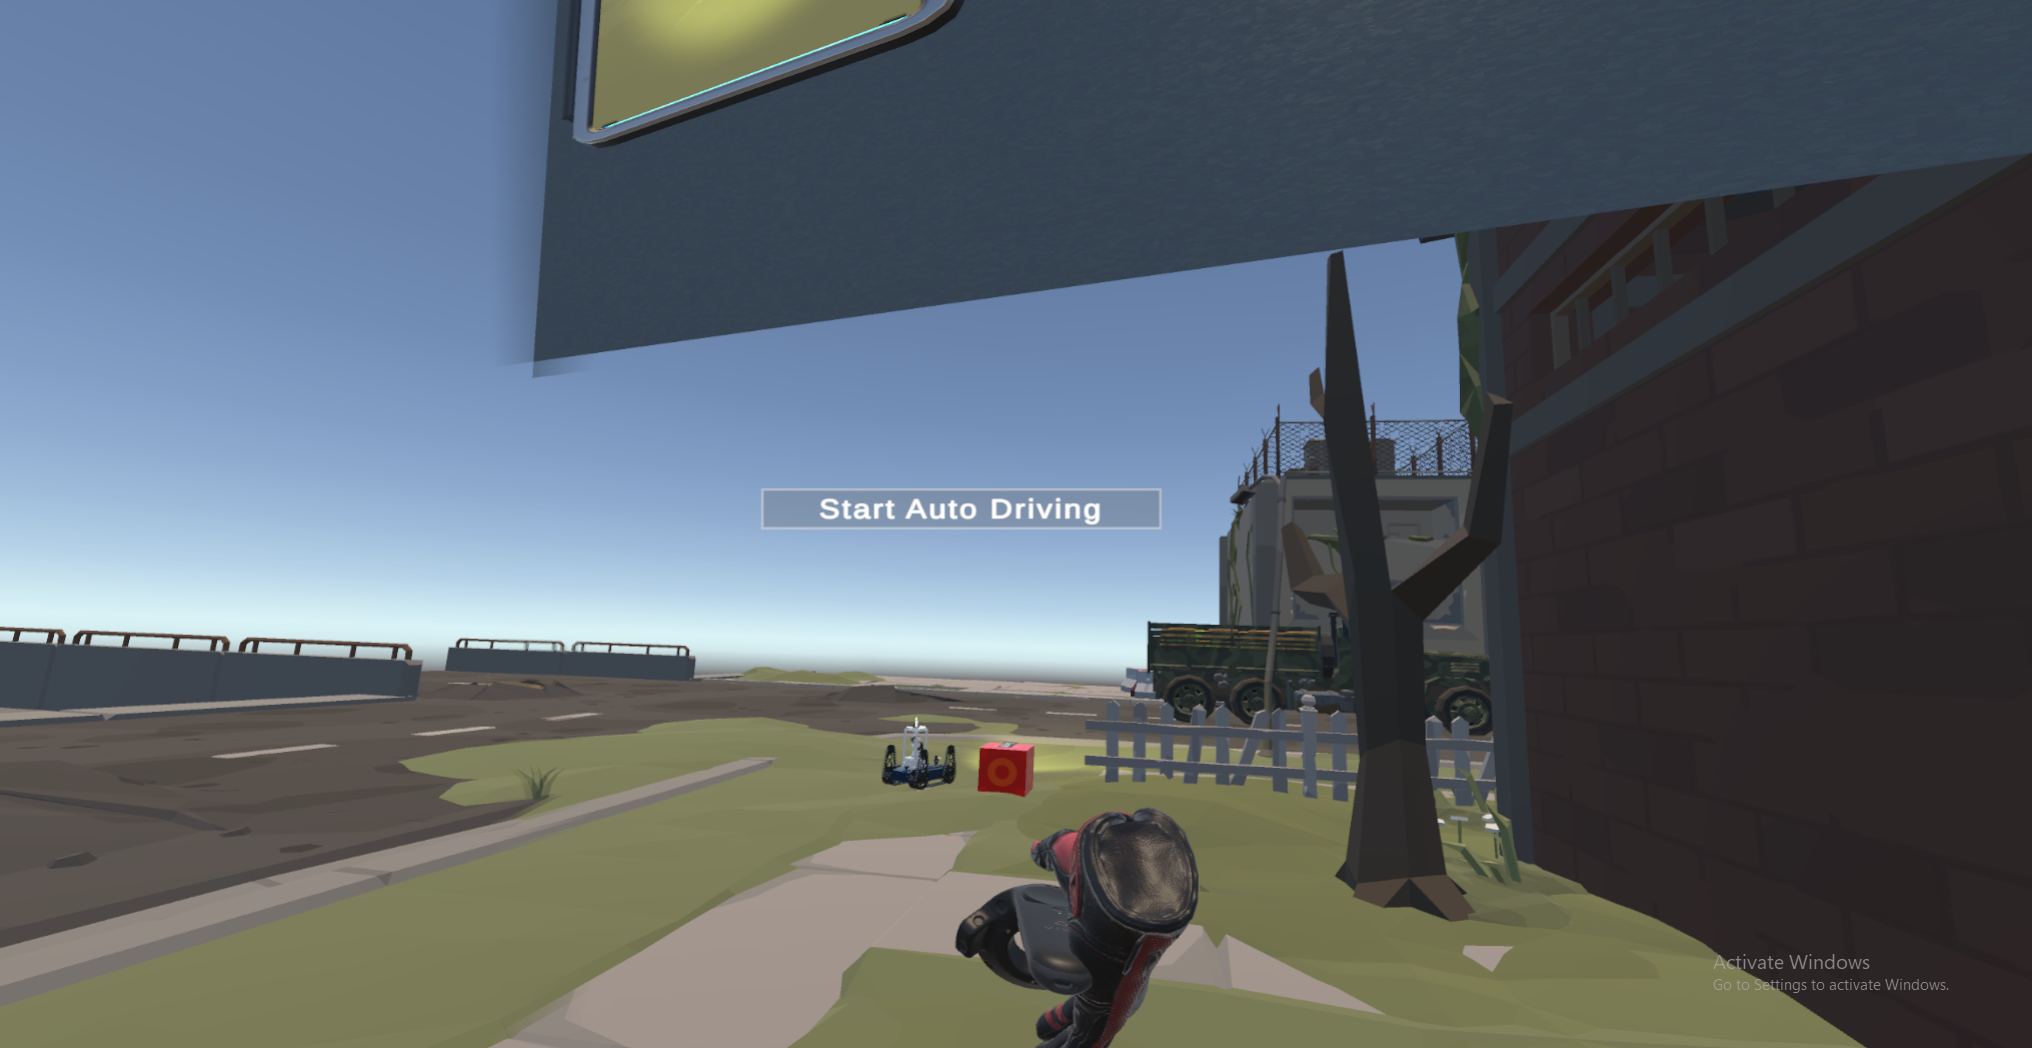 Start Auto Driving
Activate Windows
Go to Settings to activate Windows.